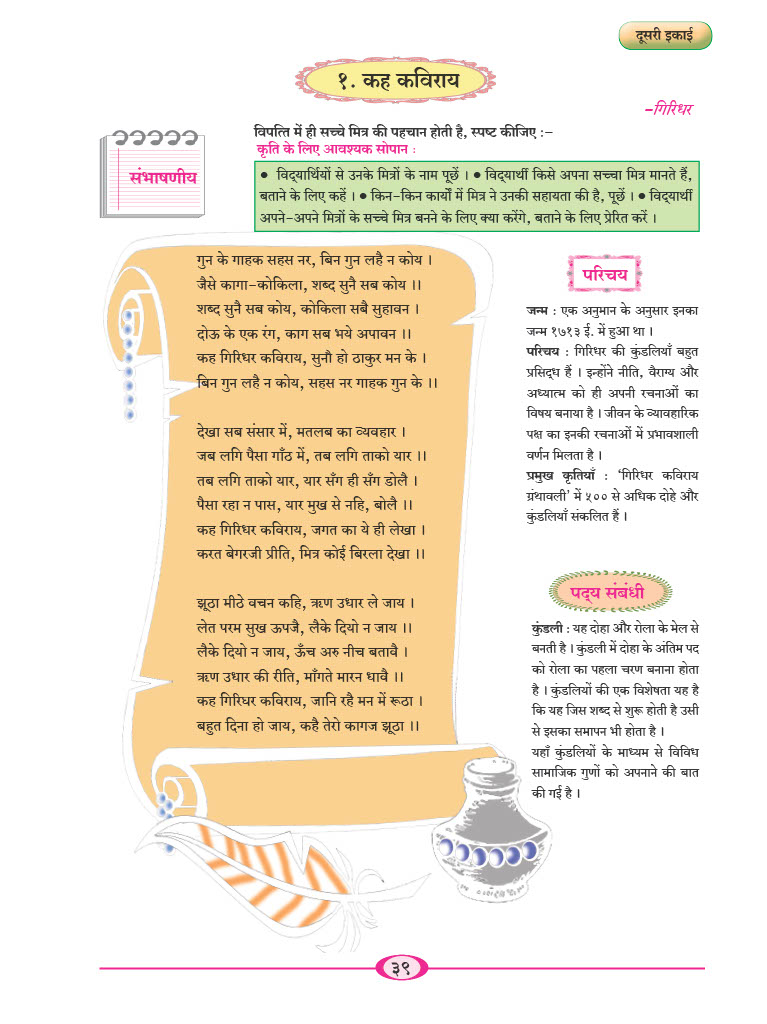 दूसरी इकाई
१. कह कविराय
–गिरिधर
विपत्ति में ही सच्चे मित्र की पहचान होती है, स्पष्ट कीजिए :–
कृति के लिए आवश्यक सोपान :
संभाषणीय
● विद्यार्थियों से उनके मित्रों के नाम पूछें । ● विद्यार्थी किसे अपना सच्चा मित्र मानते हैं,
बताने के लिए कहें । ● किन-किन कार्यों में मित्र ने उनकी सहायता की है, पूछें । ● विद्यार्थी
अपने-अपने मित्रों के सच्चे मित्र बनने के लिए क्या करेंगे, बताने के लिए प्रेरित करें ।
गुन के गाहक सहस नर, बिन गुन लहै न कोय ।
जैसे कागा-कोकिला, शब्द सुनै सब कोय ।।
शब्द सुनै सब कोय, कोकिला सबै सुहावन ।
दोऊ के एक रंग, काग सब भये अपावन ।।
कह गिरिधर कविराय, सुनौ हो ठाकुर मन के ।
बिन गुन लहै न कोय, सहस नर गाहक गुन के ।।
देखा सब संसार में, मतलब का व्यवहार ।
जब लगि पैसा गाँठ में, तब लगि ताको यार ।।
तब लगि ताको यार, यार सँग ही सँग डोलै ।
पैसा रहा न पास, यार मुख से नहि, बोलै ।।
कह गिरिधर कविराय, जगत का ये ही लेखा ।
करत बेगरजी प्रीति, मित्र कोई बिरला देखा ।।
झूठा मीठे वचन कहि, ऋण उधार ले जाय ।
लेत परम सुख ऊपजै, लैके दियो न जाय ।।
लैके दियो न जाय, ऊँच अरु नीच बतावै ।
ऋण उधार की रीति, माँगते मारन धावै ।।
कह गिरिधर कविराय, जानि रहै मन में रूठा ।
बहुत दिना हो जाय, कहै तेरो कागज झूठा ।।
परिचय
जन्म : एक अनुमान के अनुसार इनका
जन्म १७१३ ई. में हुआ था ।
परिचय : गिरिधर की कुंडलियाँ बहुत
प्रसिद्ध हैं । इन्होंने नीति, वैराग्य और
अध्यात्म को ही अपनी रचनाओं का
विषय बनाया है । जीवन के व्यावहारिक
पक्ष का इनकी रचनाओं में प्रभावशाली
वर्णन मिलता है ।
प्रमुख कृतियाँ : ‘गिरिधर कविराय
ग्रंथावली’ में ५०० से अधिक दोहे और
कुंडलियाँ संकलित हैं ।
पद्य संबंधी
कुंडली : यह दोहा और रोला के मेल से
बनती है । कुंडली में दोहा के अंतिम पद
को रोला का पहला चरण बनाना होता
है । कुंडलियों की एक विशेषता यह है
कि यह जिस शब्द से शुरू होती है उसी
से इसका समापन भी होता है ।
यहाँ कुंडलियों के माध्यम से विविध
सामाजिक गुणों को अपनाने की बात
की गई है ।
३९